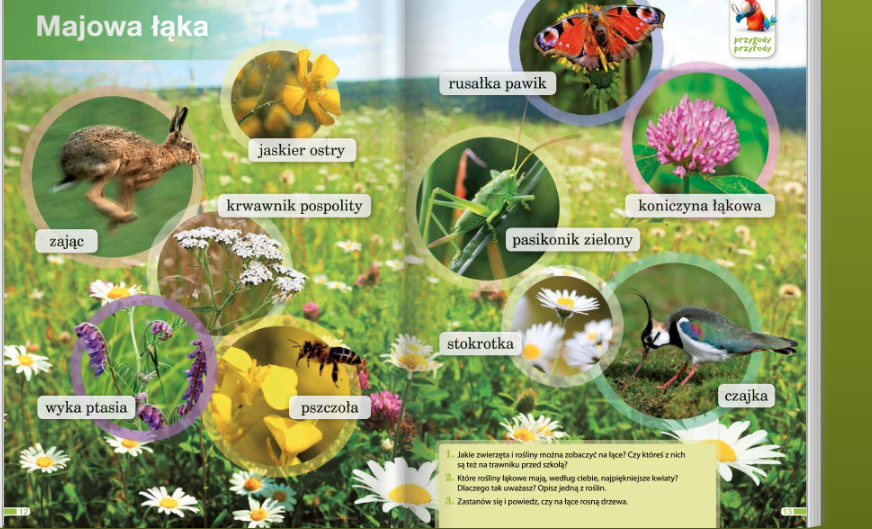 Majowa łąka
przygody
przyrody
rusałka pawik
jaskier ostry
krwawnik pospolity
koniczyna łąkowa
zając
pasikonik zielony
stokrotka
czajka
wyka ptasia
pszczoła
1. Jakie zwierzęta i rośliny można zobaczyć na łące? Czy któreś z nich
są też na trawniku przed szkołą?
2. Które rośliny łąkowe mają, według ciebie, najpiękniejsze kwiaty?
Dlaczego tak uważasz? Opisz jedną z roślin.
3. Zastanów się i powiedz, czy na łące rosną drzewa.
12
13